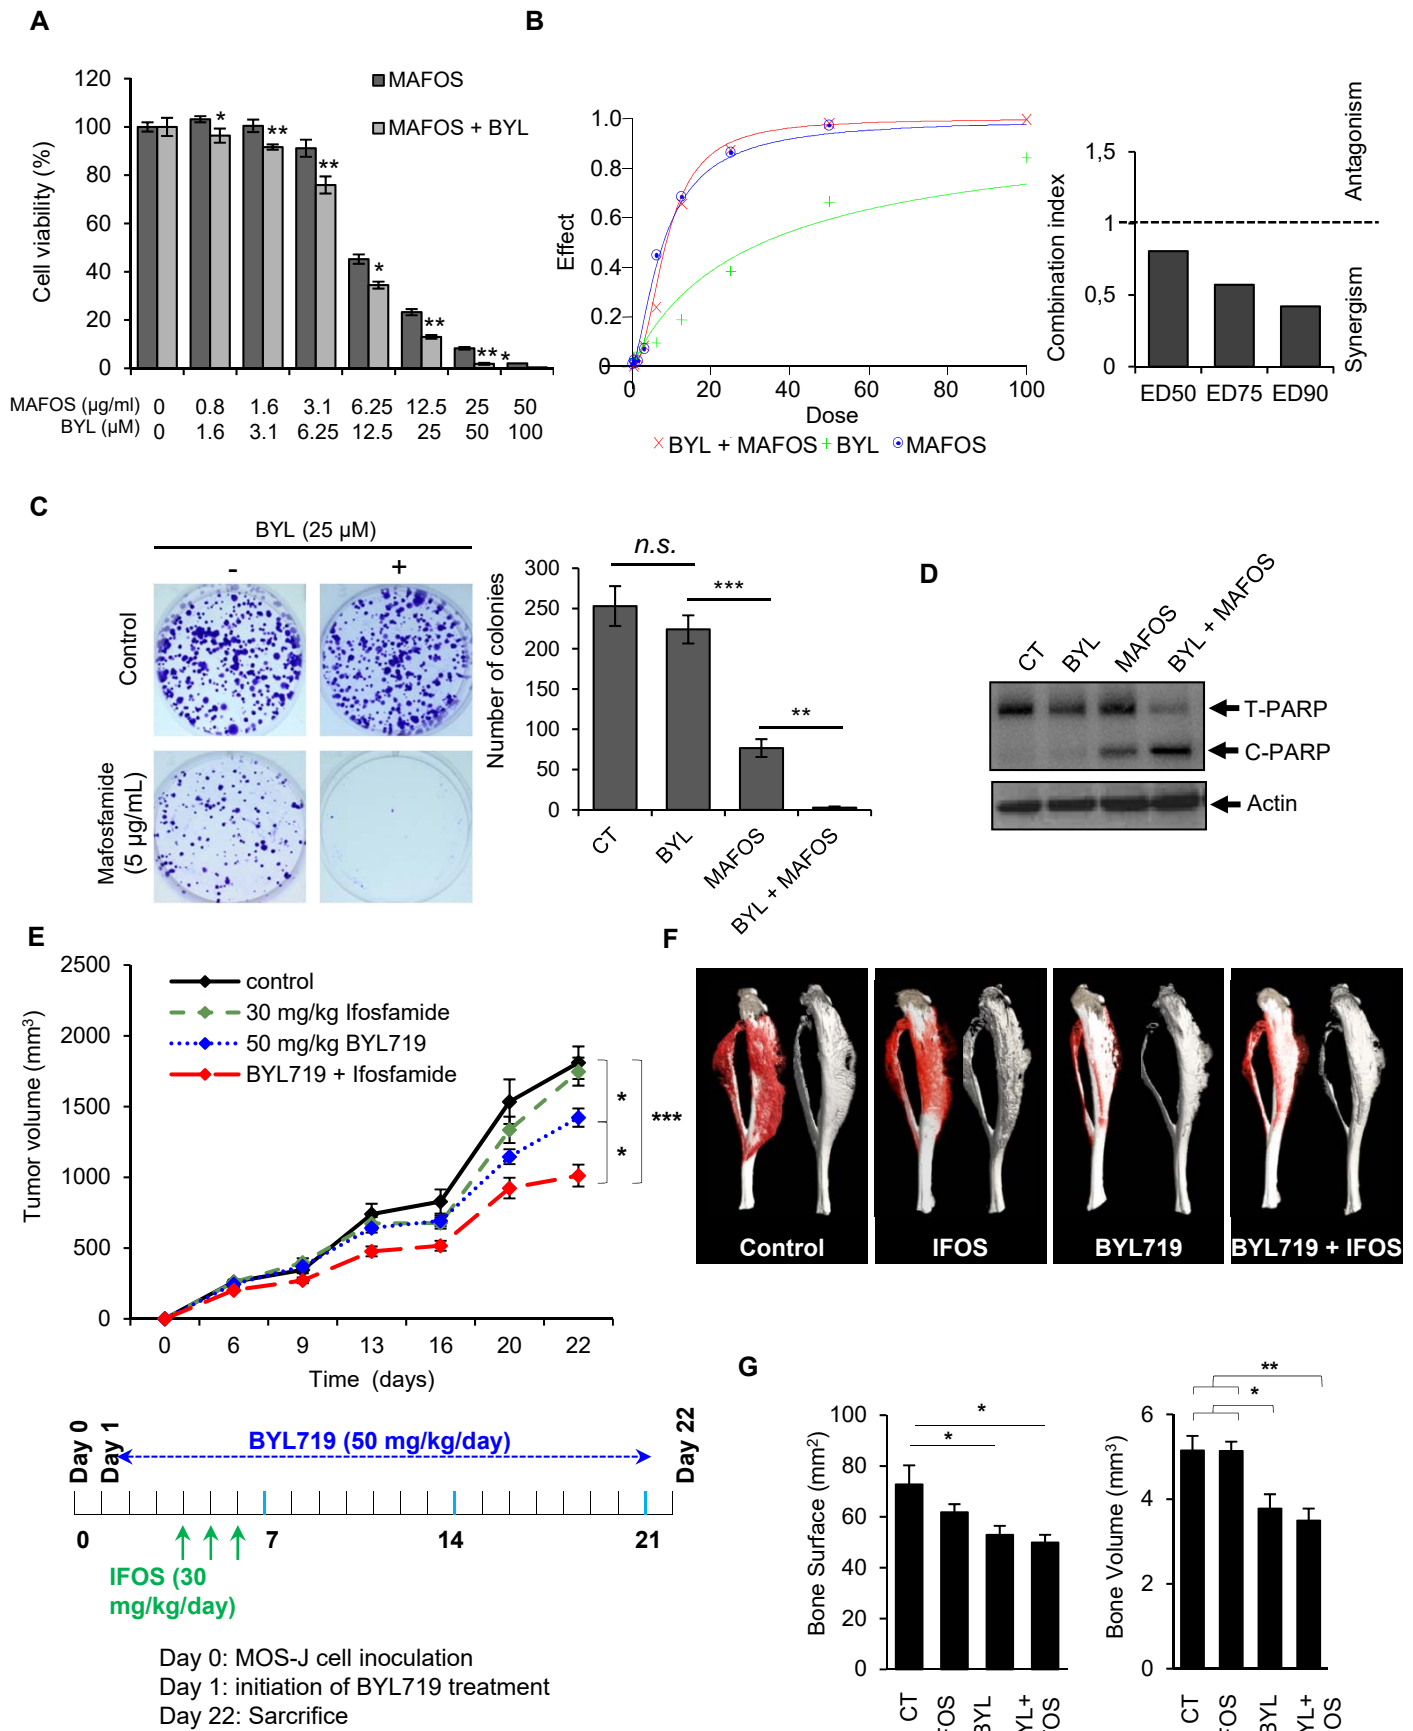 A
120
100
80
60
40
20
0
Cell viability (%)
MAFOS
MAFOS + BYL
*
**
**
*
**
**
*
MAFOS (µg/ml) 0 0.8 1.6 3.1 6.25 12.5 25 50
BYL (µM) 0 1.6 3.1 6.25 12.5 25 50 100
B
1.0
0.8
0.6
0.4
0.2
0
Effect
0 20 40 60 80 100
Dose
BYL + MAFOS BYL MAFOS
Combination index
1,5
1
0,5
0
ED50 ED75 ED90
Antagonism
Synergism
C
BYL (25 µM)
- +
Control
Mafosfamide
(5 µg/mL)
Number of colonies
300
250
200
150
100
50
0
n.s.
***
**
CT
BYL
MAFOS
BYL + MAFOS
D
CT
BYL
MAFOS
BYL + MAFOS
T-PARP
C-PARP
Actin
E
2500
2000
1500
1000
500
0
Tumor volume (mm³)
control
30 mg/kg Ifosfamide
50 mg/kg BYL719
BYL719 + Ifosfamide
*
*
***
0 6 9 13 16 20 22
Time (days)
Day 0
Day 1
BYL719 (50 mg/kg/day)
Day 22
0 7 14 21
IFOS (30
mg/kg/day)
Day 0: MOS-J cell inoculation
Day 1: initiation of BYL719 treatment
Day 22: Sarcrifice
F
Control
IFOS
BYL719
BYL719 + IFOS
G
Bone Surface (mm²)
100
80
60
40
20
0
*
*
CT
FOS
BYL
YL+
OS
Bone Volume (mm³)
6
4
2
0
**
*
CT
FOS
BYL
YL+
OS